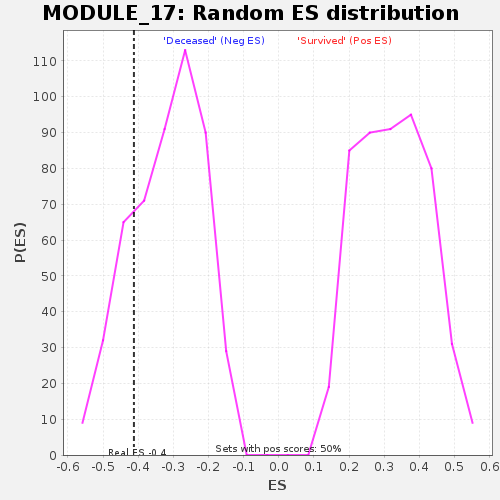 MODULE_17: Random ES distribution
'Deceased' (Neg ES) 'Survived' (Pos ES)
110
100
90
80
70
60
50
40
30
20
10
0
P(ES)
Real ES -0.4
Sets with pos scores: 50%
-0.6 -0.5 -0.4 -0.3 -0.2 -0.1 0.0 0.1 0.2 0.3 0.4 0.5 0.6
ES